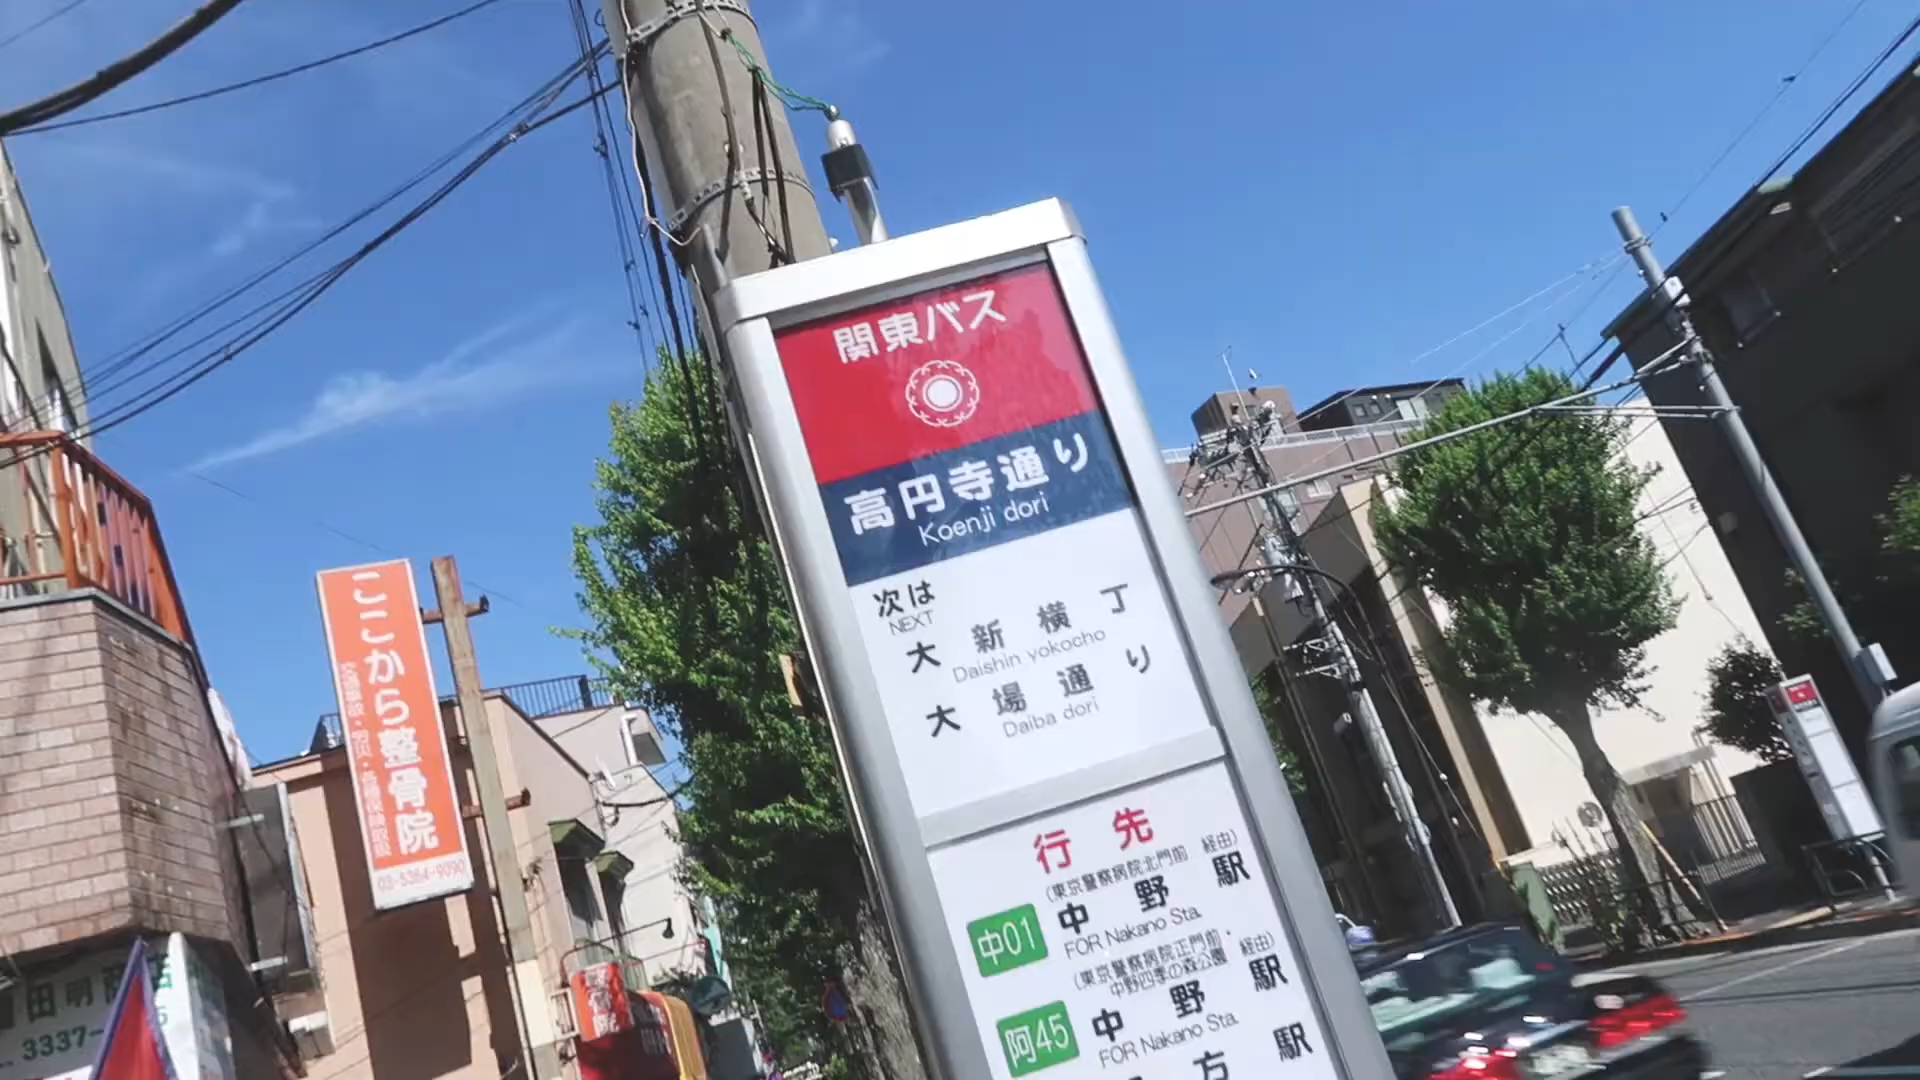 関東バス
高円寺通り
Koenji dori
次は
NEXT
大新横丁
Daishin yokocho
大場通り
Daiba dori
行先
(東京警察病院北門前 経由)
中01 中野駅
FOR Nakano Sta.
(東京警察病院正門前・
中野四季の森公園 経由)
阿45 中野駅
FOR Nakano Sta.
方駅
ここから整骨院
03-5364-9090
3337-